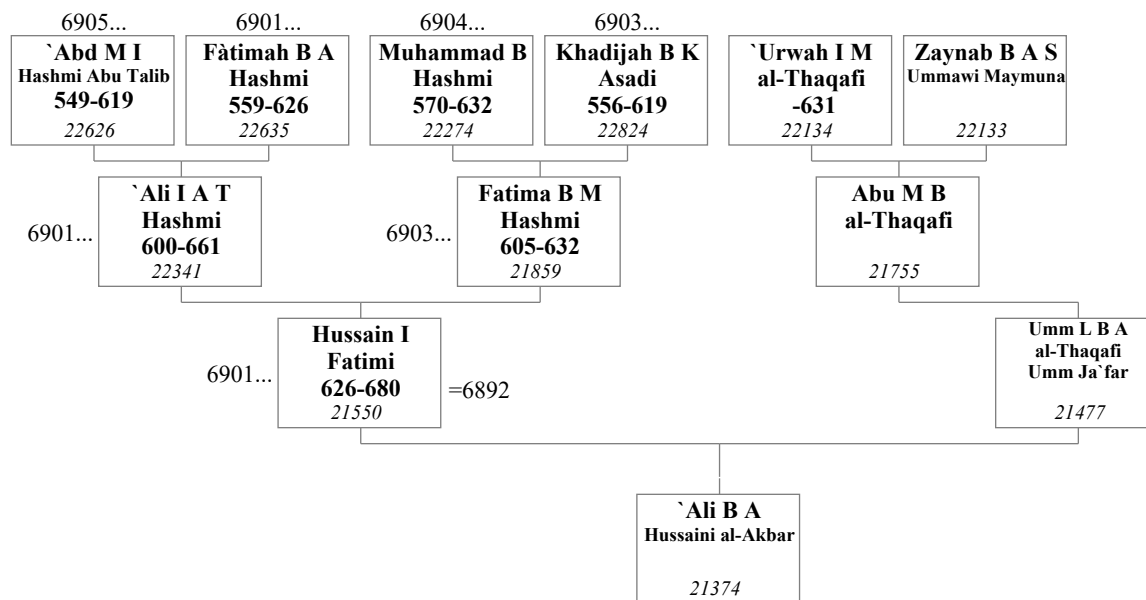 6905...
6901...
6904...
6903...
`Abd M I
Hashmi Abu Talib
549-619
22626
Fàtimah B A
Hashmi
559-626
22635
Muhammad B
Hashmi
570-632
22274
Khadijah B K
Asadi
556-619
22824
`Urwah I M
al-Thaqafi
-631
22134
Zaynab B A S
Ummawi Maymuna
22133
6901...
`Ali I A T
Hashmi
600-661
22341
6903...
Fatima B M
Hashmi
605-632
21859
Abu M B
al-Thaqafi
21755
6901...
Hussain I
Fatimi
626-680
21550
=6892
Umm L B A
al-Thaqafi
Umm Ja`far
21477
`Ali B A
Hussaini al-Akbar
21374